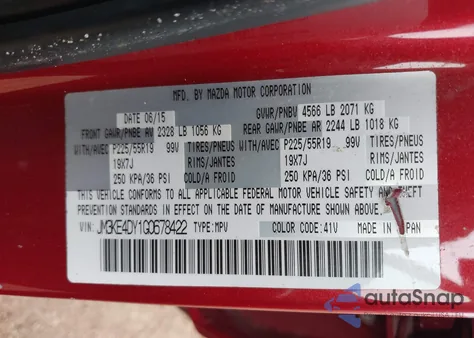 MFD. BY MAZDA MOTOR CORPORATION
DATE 06/15 GVWR/PNBV 4566 LB 2071 KG
FRONT GAWR/PNBE AV 2328 LB 1056 KG REAR GAWR/PNBE AR 2244 LB 1018 KG
WITH/AVEC P225/55R19 99V TIRES/PNEUS WITH/AVEC P225/55R19 99V TIRES/PNEUS
19X7J RIMS/JANTES 19X7J RIMS/JANTES
250 KPA/36 PSI COLD/A FROID 250 KPA/36 PSI COLD/A FROID
THIS VEHICLE CONFORMS TO ALL APPLICABLE FEDERAL MOTOR VEHICLE SAFETY AND THEFT
PREVENTION STANDARDS IN EFFECT ON THE DATE OF MANUFACTURE SHOWN ABOVE.
VIN: JM3KE4DY1G0678422 TYPE: MPV COLOR CODE: 41V MADE IN JAPAN
autoSnap